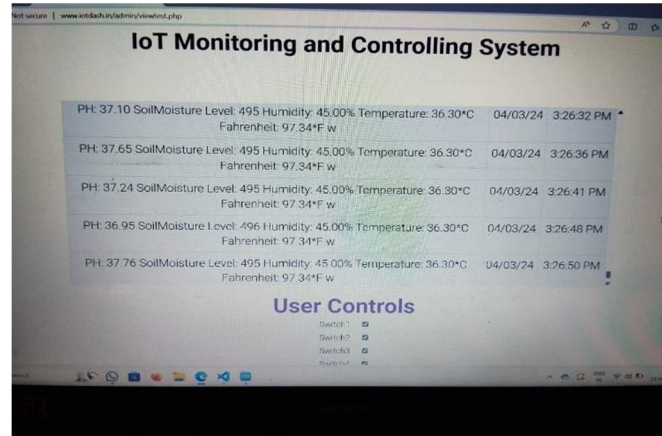 Not secure | www.iotdash.in/admin/viewtest.php
IoT Monitoring and Controlling System
PH: 37.10 SoilMoisture Level: 495 Humidity: 45.00% Temperature: 36.30*C 04/03/24 3:26:32 PM
Fahrenheit: 97.34*F w
PH: 37.65 SoilMoisture Level: 495 Humidity: 45.00% Temperature: 36.30*C 04/03/24 3:26:36 PM
Fahrenheit: 97.34*F w
PH: 37.24 SoilMoisture Level: 495 Humidity: 45.00% Temperature: 36.30*C 04/03/24 3:26:41 PM
Fahrenheit: 97.34*F w
PH: 36.95 SoilMoisture Level: 496 Humidity: 45.00% Temperature: 36.30*C 04/03/24 3:26:48 PM
Fahrenheit: 97.34*F w
PH: 37.76 SoilMoisture Level: 495 Humidity: 45.00% Temperature: 36.30*C 04/03/24 3:26:50 PM
Fahrenheit: 97.34*F w
User Controls
Switch1
Switch2
Switch3